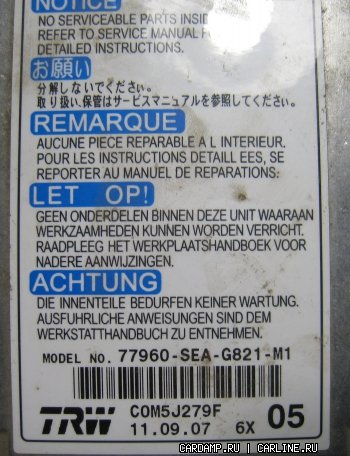 NOTICE
NO SERVICEABLE PARTS INSID
REFER TO SERVICE MANUAL F
DETAILED INSTRUCTIONS.
お願い
分解しないでください。
取り扱い、保管はサービスマニュアルを参照してください。
REMARQUE
AUCUNE PIECE REPARABLE A L INTERIEUR.
POUR LES INSTRUCTIONS DETAILL EES, SE
REPORTER AU MANUEL DE REPARATIONS:
LET OP!
GEEN ONDERDELEN BINNEN DEZE UNIT WAARAAN
WERKZAAMHEDEN KUNNEN WORDEN VERRICHT.
RAADPLEEG HET WERKPLAATSHANDBOEK VOOR
NADERE AANWIJZINGEN.
ACHTUNG
DIE INNENTEILE BEDURFEN KEINER WARTUNG.
AUSFUHRLICHE ANWEISUNGEN SIND DEM
WERKSTATTHANDBUCH ZU ENTNEHMEN.
MODEL NO. 77960-SEA-G821-M1
TRW COM5J279F
11.09.07 6X 05
CARDAMP.RU | CARLINE.RU